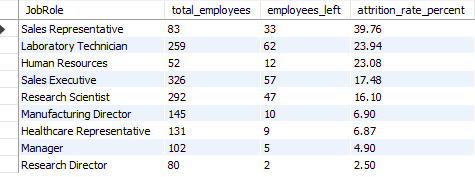 JobRole total_employees employees_left attrition_rate_percent
Sales Representative 83 33 39.76
Laboratory Technician 259 62 23.94
Human Resources 52 12 23.08
Sales Executive 326 57 17.48
Research Scientist 292 47 16.10
Manufacturing Director 145 10 6.90
Healthcare Representative 131 9 6.87
Manager 102 5 4.90
Research Director 80 2 2.50